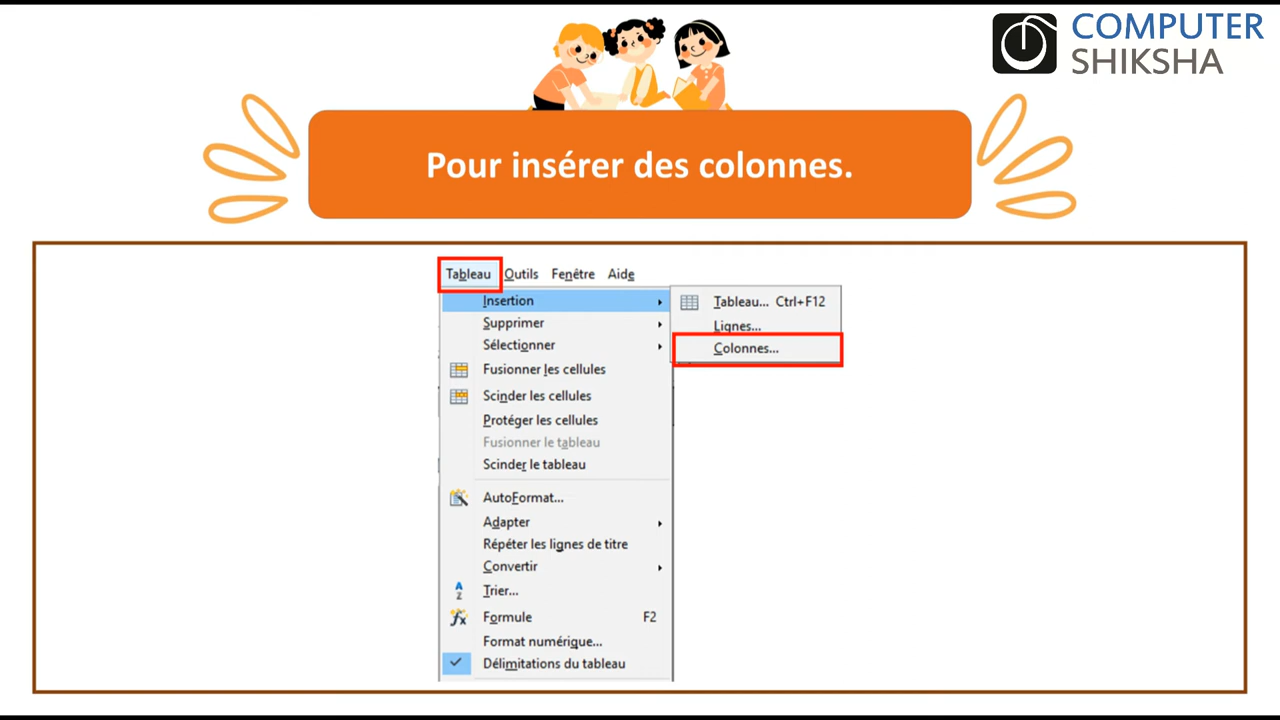 COMPUTER
SHIKSHA
Pour insérer des colonnes.
Tableau Outils Fenêtre Aide
Insertion
Tableau... Ctrl+F12
Supprimer
Lignes...
Sélectionner
Colonnes...
Fusionner les cellules
Scinder les cellules
Protéger les cellules
Fusionner le tableau
Scinder le tableau
AutoFormat...
Adapter
Répéter les lignes de titre
Convertir
Trier...
Formule F2
Format numérique...
Délimitations du tableau